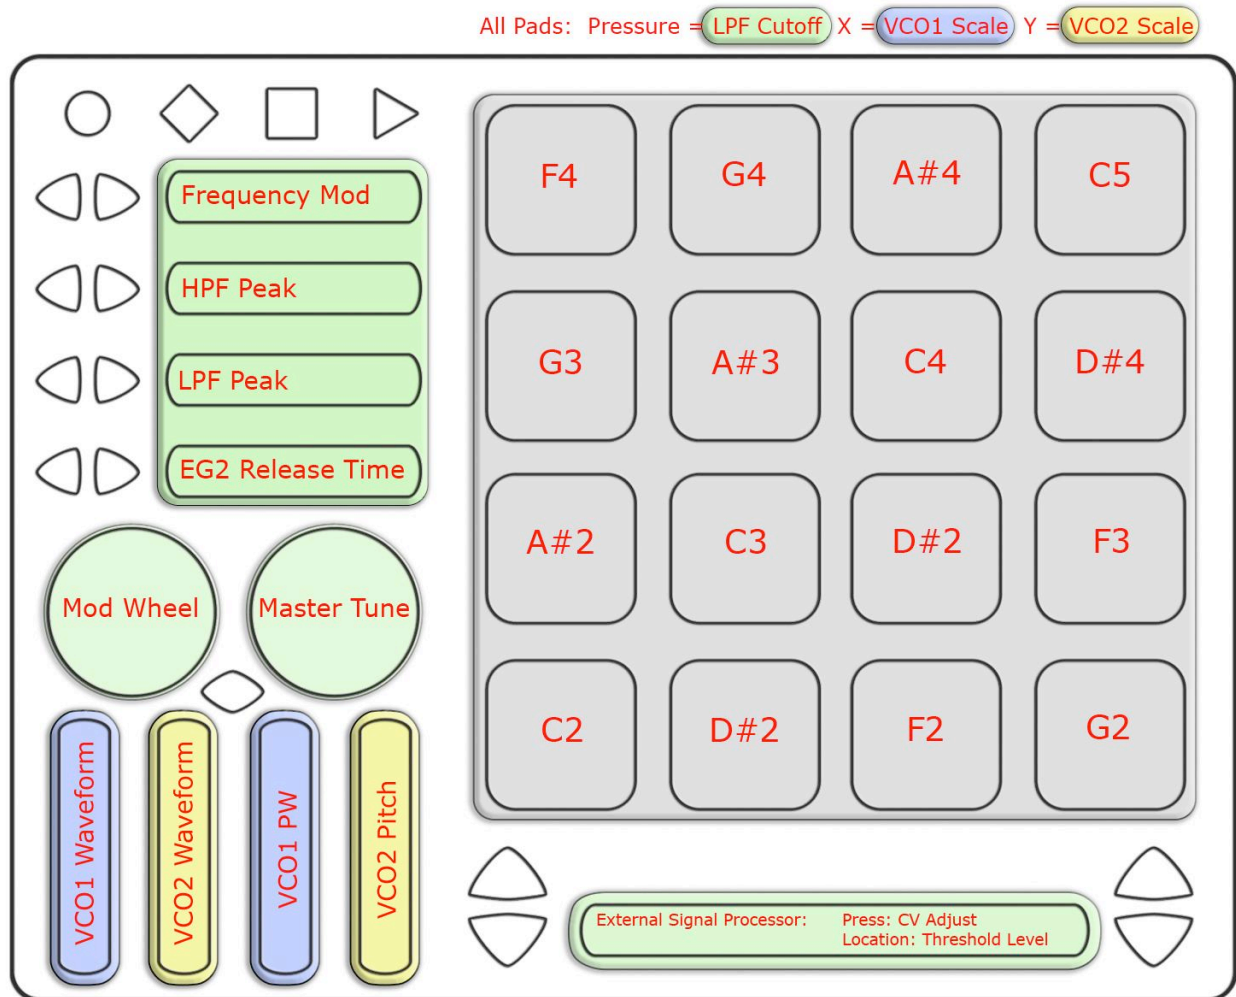 All Pads: Pressure = LPF Cutoff X = VCO1 Scale Y = VCO2 Scale
Frequency Mod
HPF Peak
LPF Peak
EG2 Release Time
Mod Wheel
Master Tune
VCO1 Waveform
VCO2 Waveform
VCO1 PW
VCO2 Pitch
F4 G4 A#4 C5
G3 A#3 C4 D#4
A#2 C3 D#2 F3
C2 D#2 F2 G2
External Signal Processor: Press: CV Adjust
Location: Threshold Level